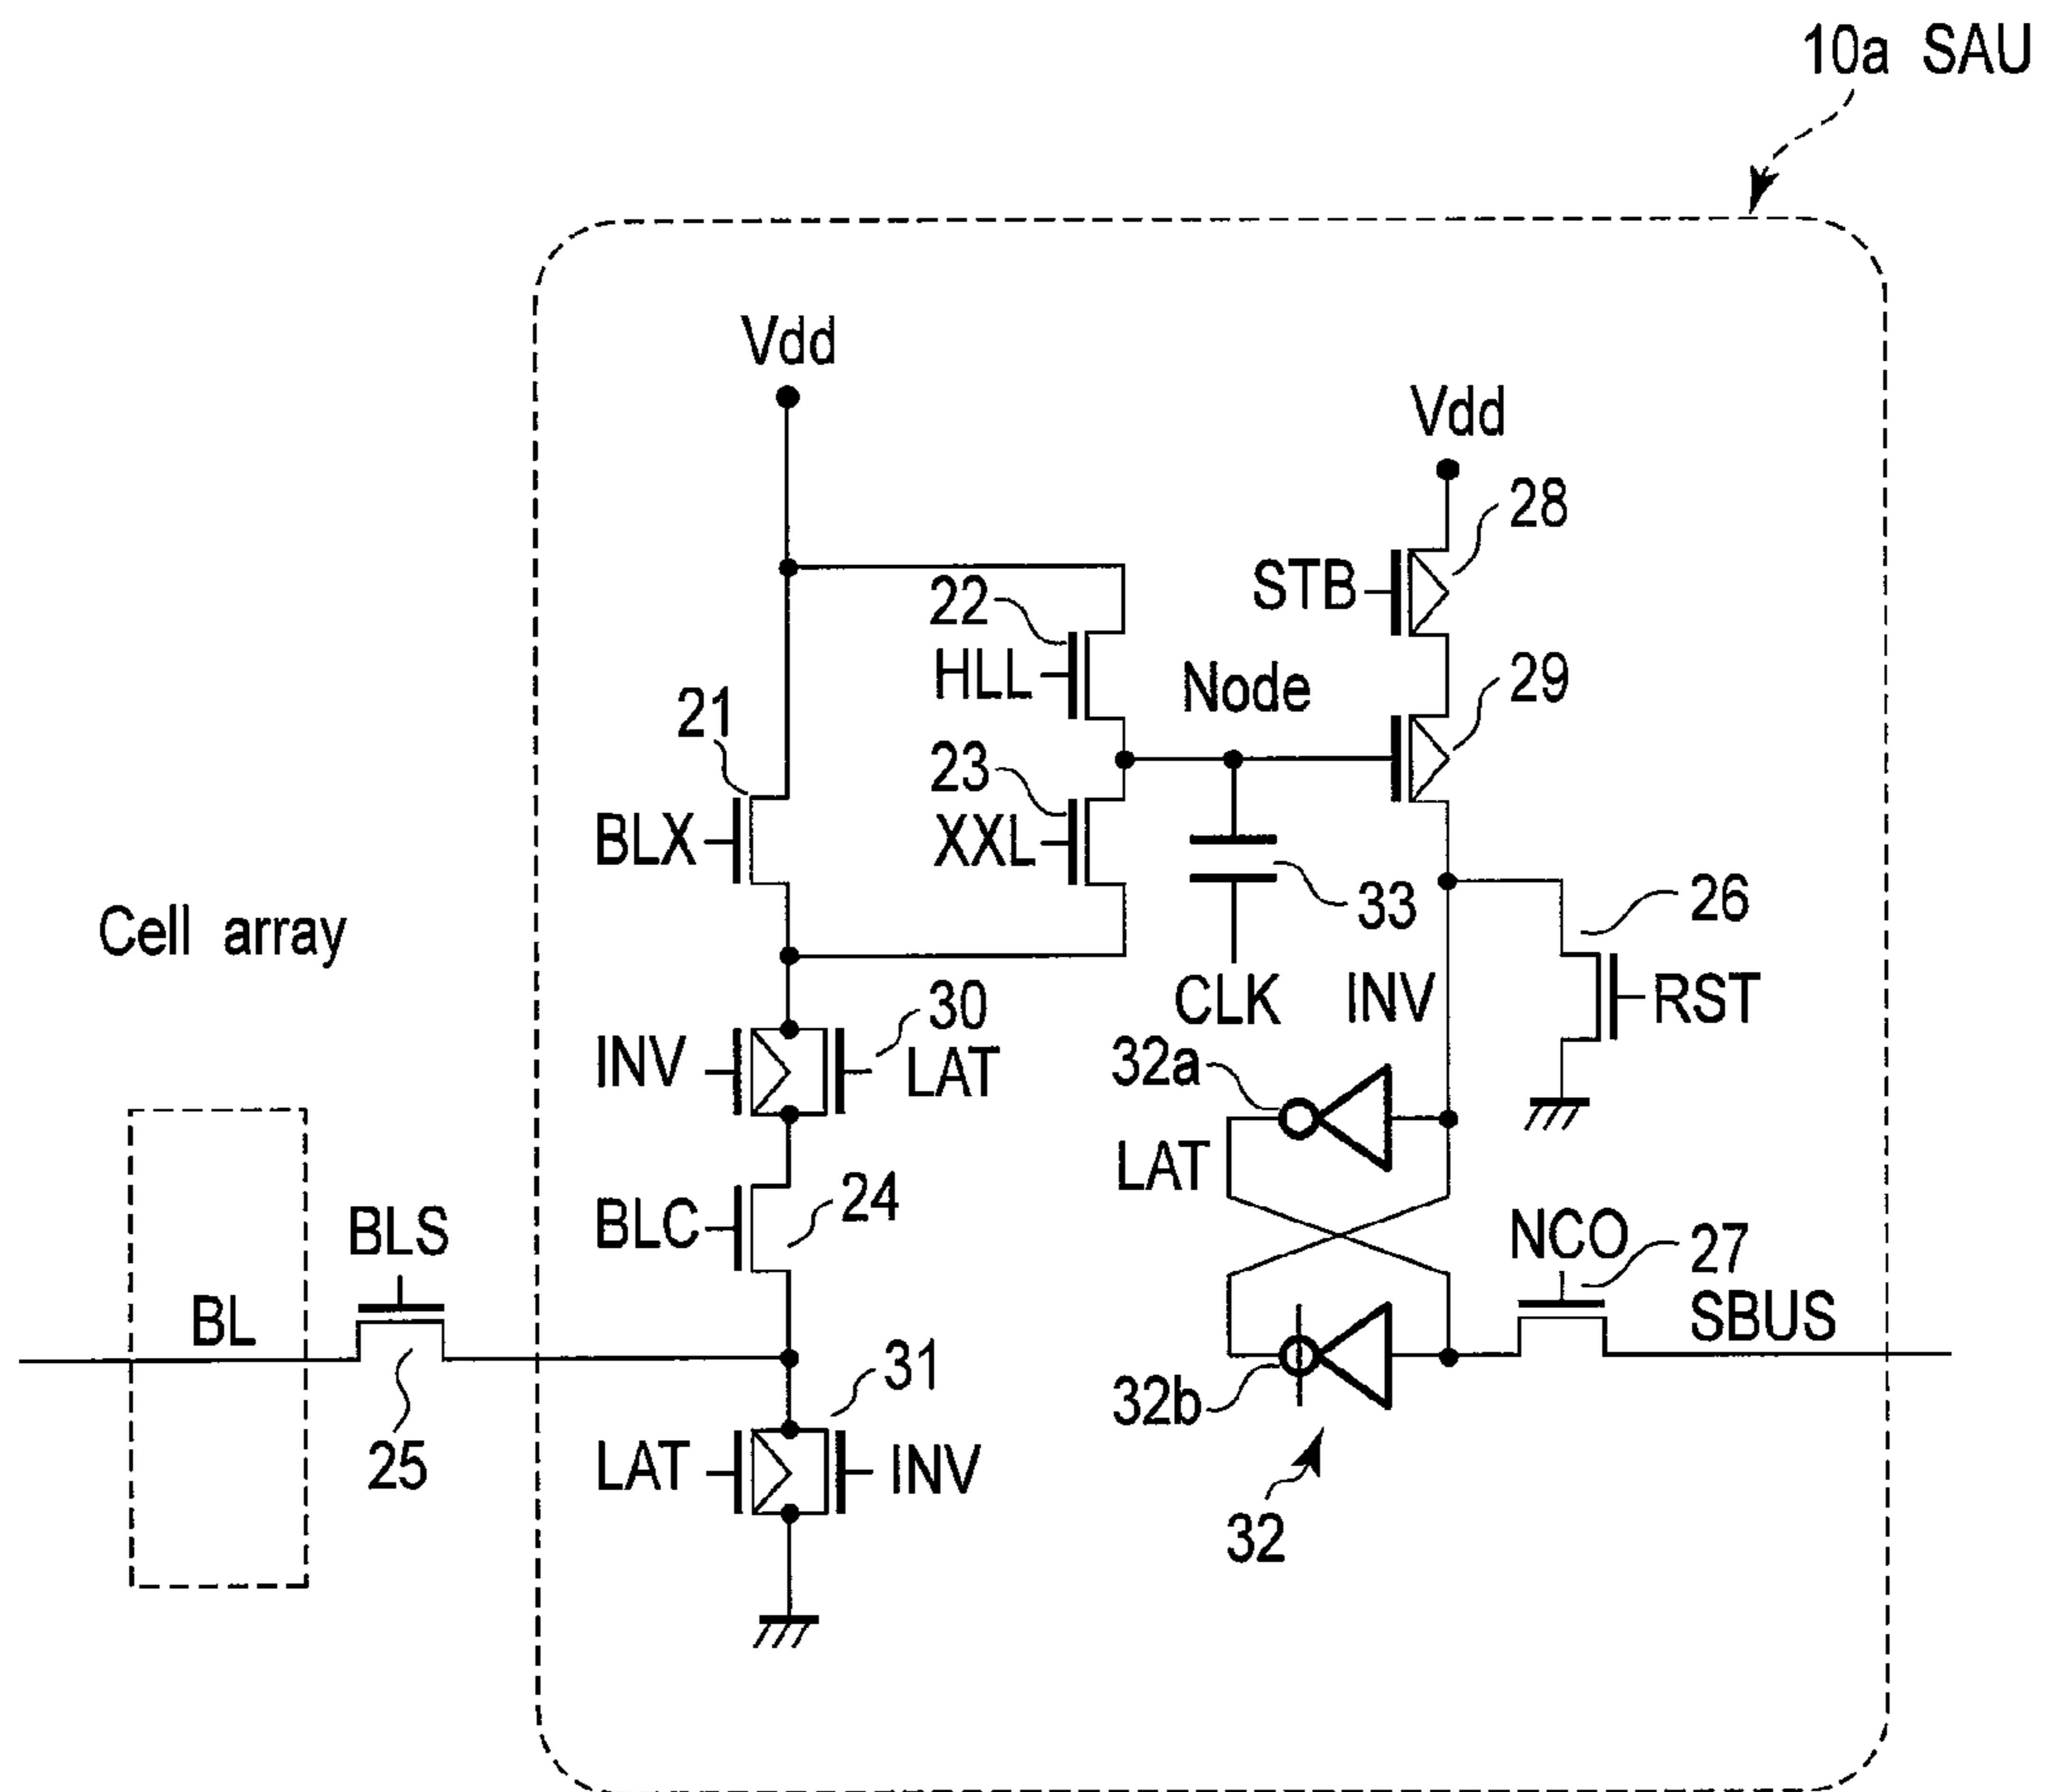 10a SAU
Vdd
Vdd
28
STB
22
HLL
Node
29
21
23
BLX
XXL
33
26
Cell array
CLK
INV
RST
30
INV
LAT
32a
LAT
24
BLC
BLS
NCO
27
BL
SBUS
31
32b
25
LAT
INV
32